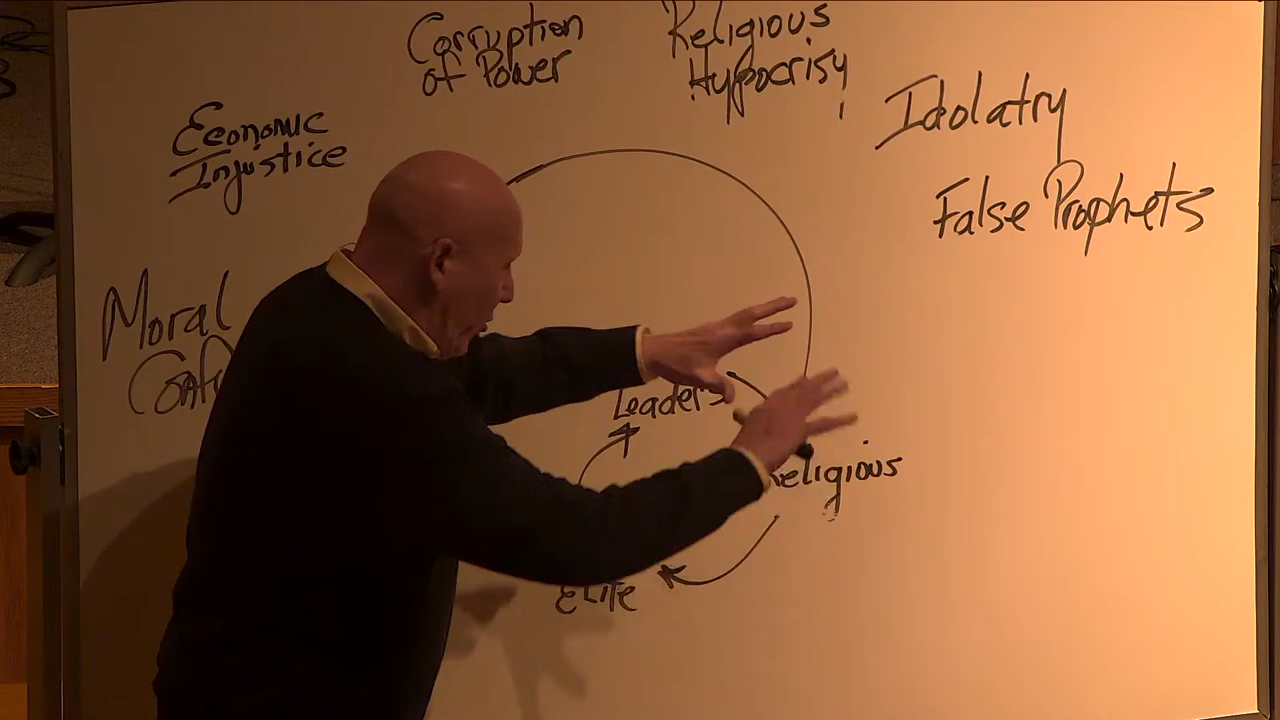 Corruption
of Power
Religious
Hypocrisy
Idolatry
Economic
Injustice
False Prophets
Moral
Leaders
Religious
Elite